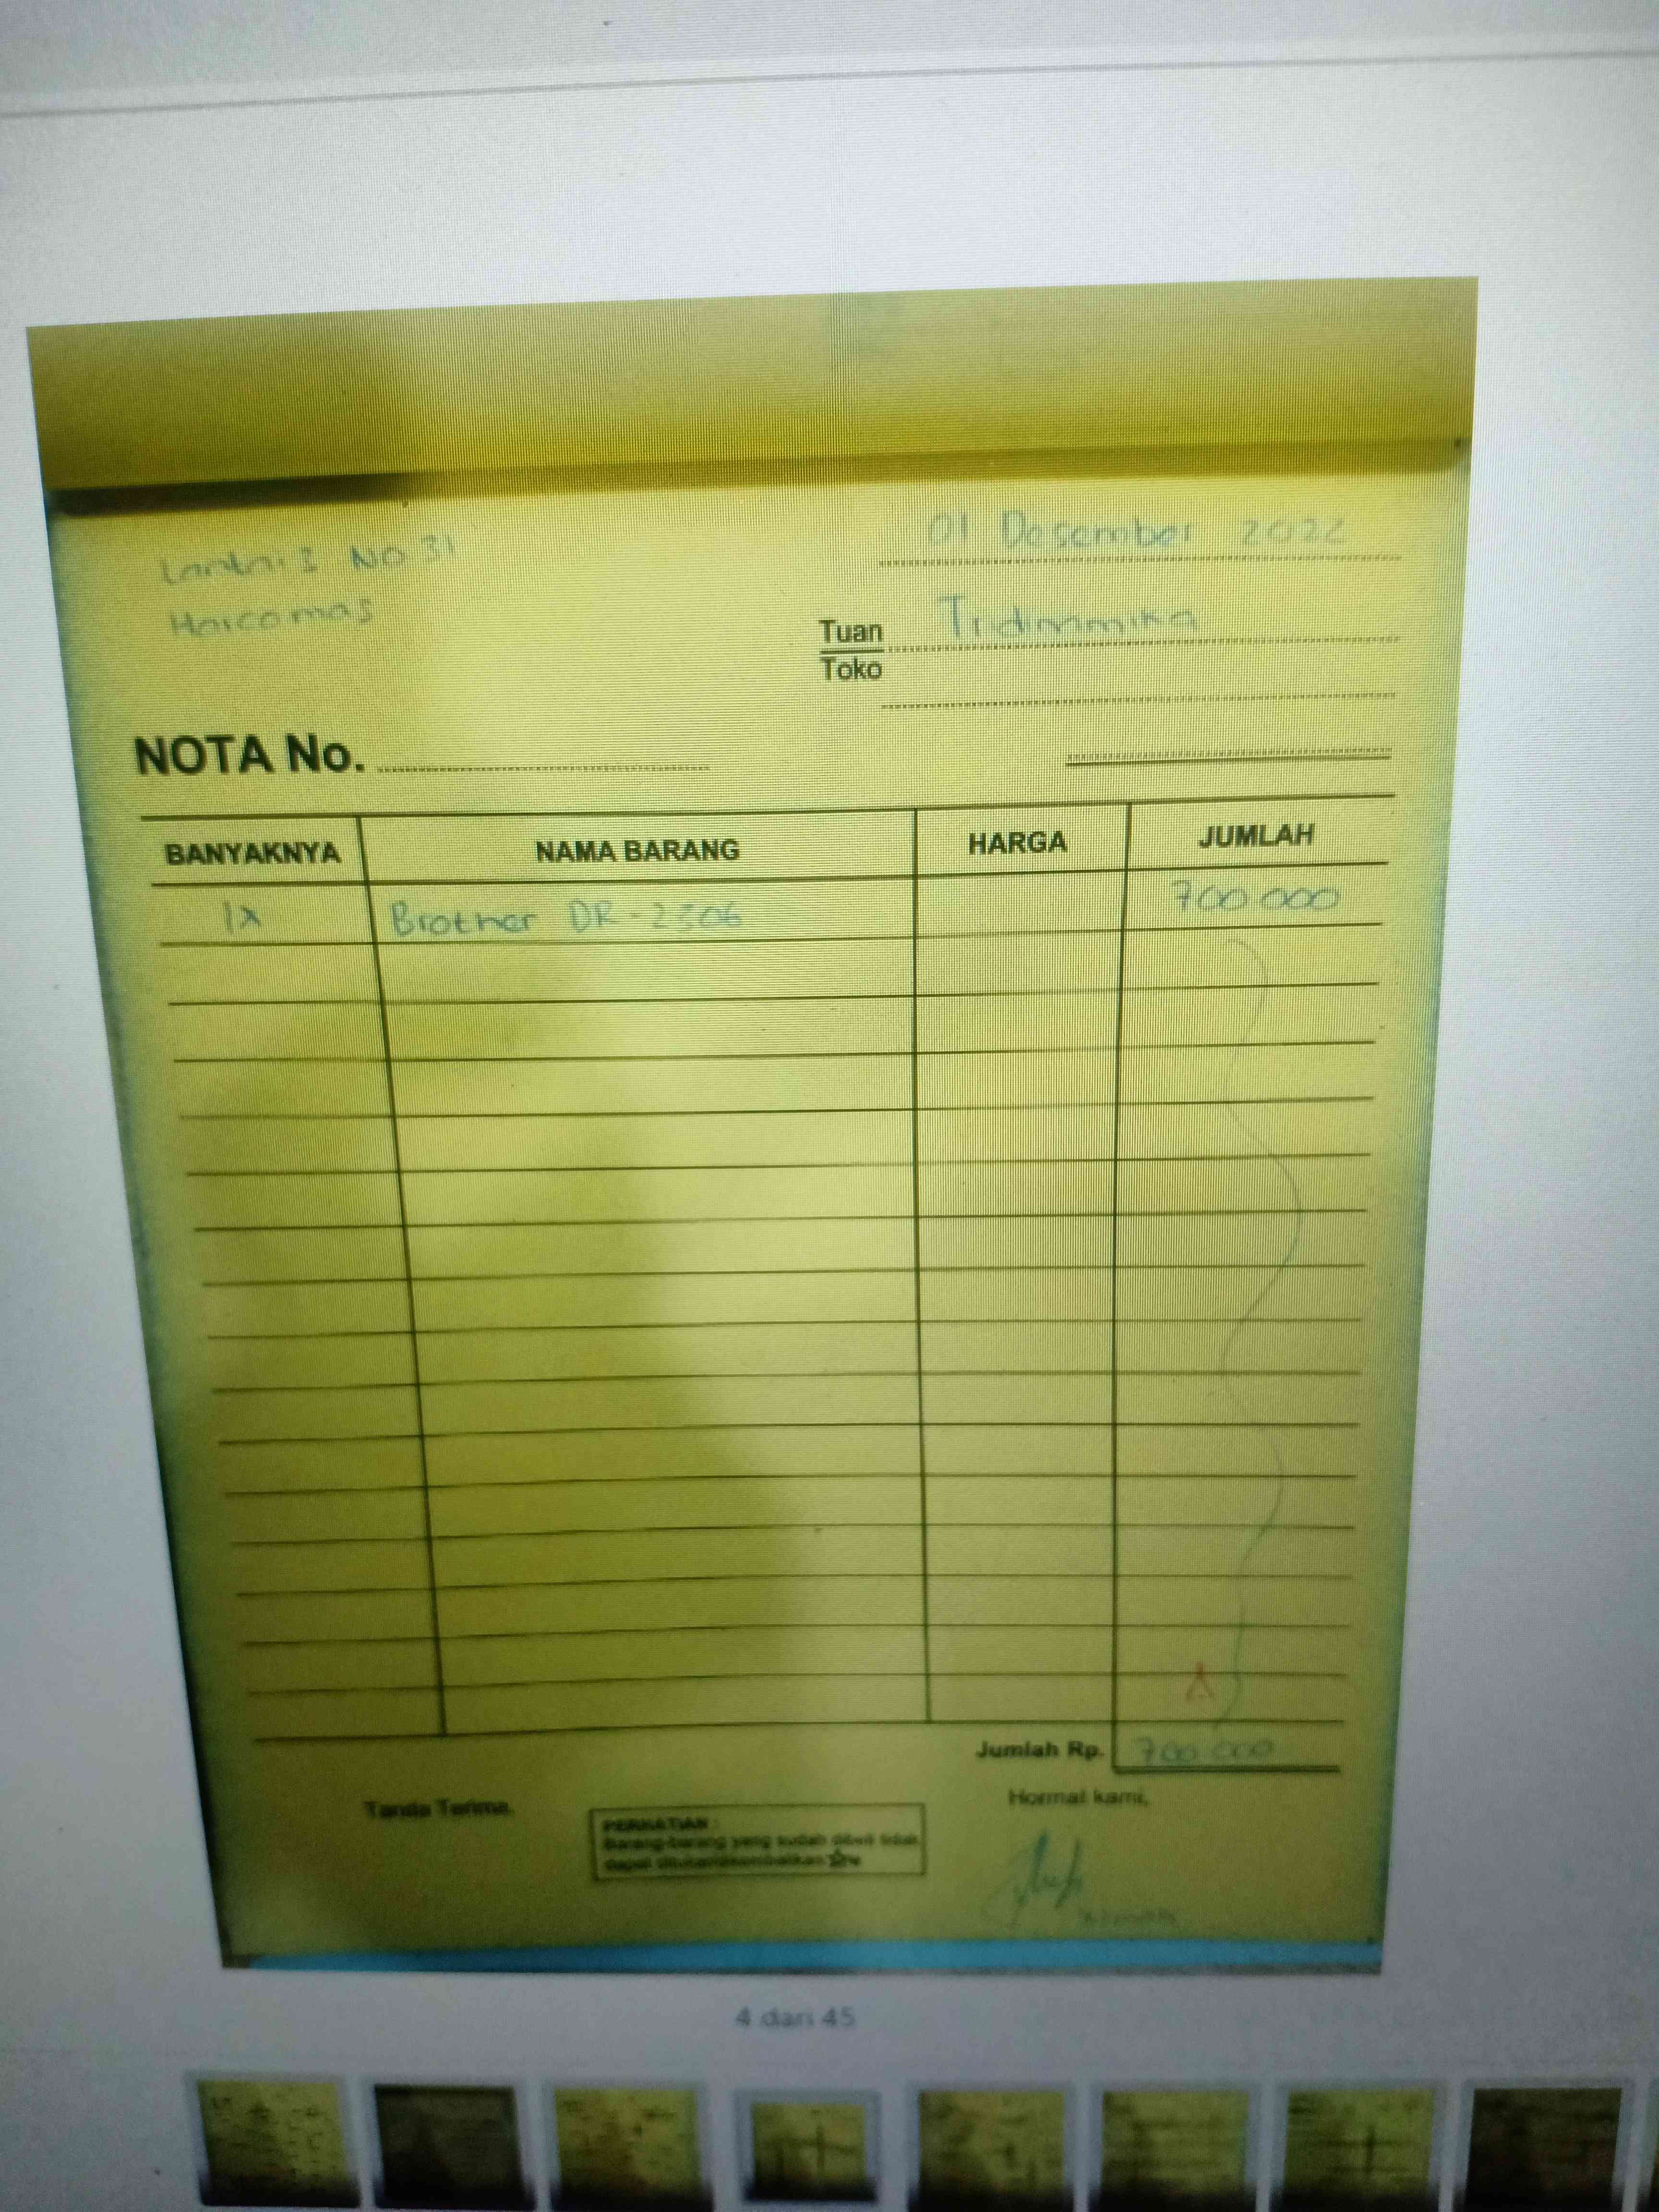 Lantai 3 No 31
Harco mas
01 Desember 2022
Tuan
Toko
Tridinamika
NOTA No.
BANYAKNYA NAMA BARANG HARGA JUMLAH
1x Brother DR-2306 700 000
Jumlah Rp. 700 000
Tanda Terima, Hormat kami,
PERHATIAN :
Barang-barang yang sudah dibeli tidak
dapat ditukar/dikembalikan
4 dari 45